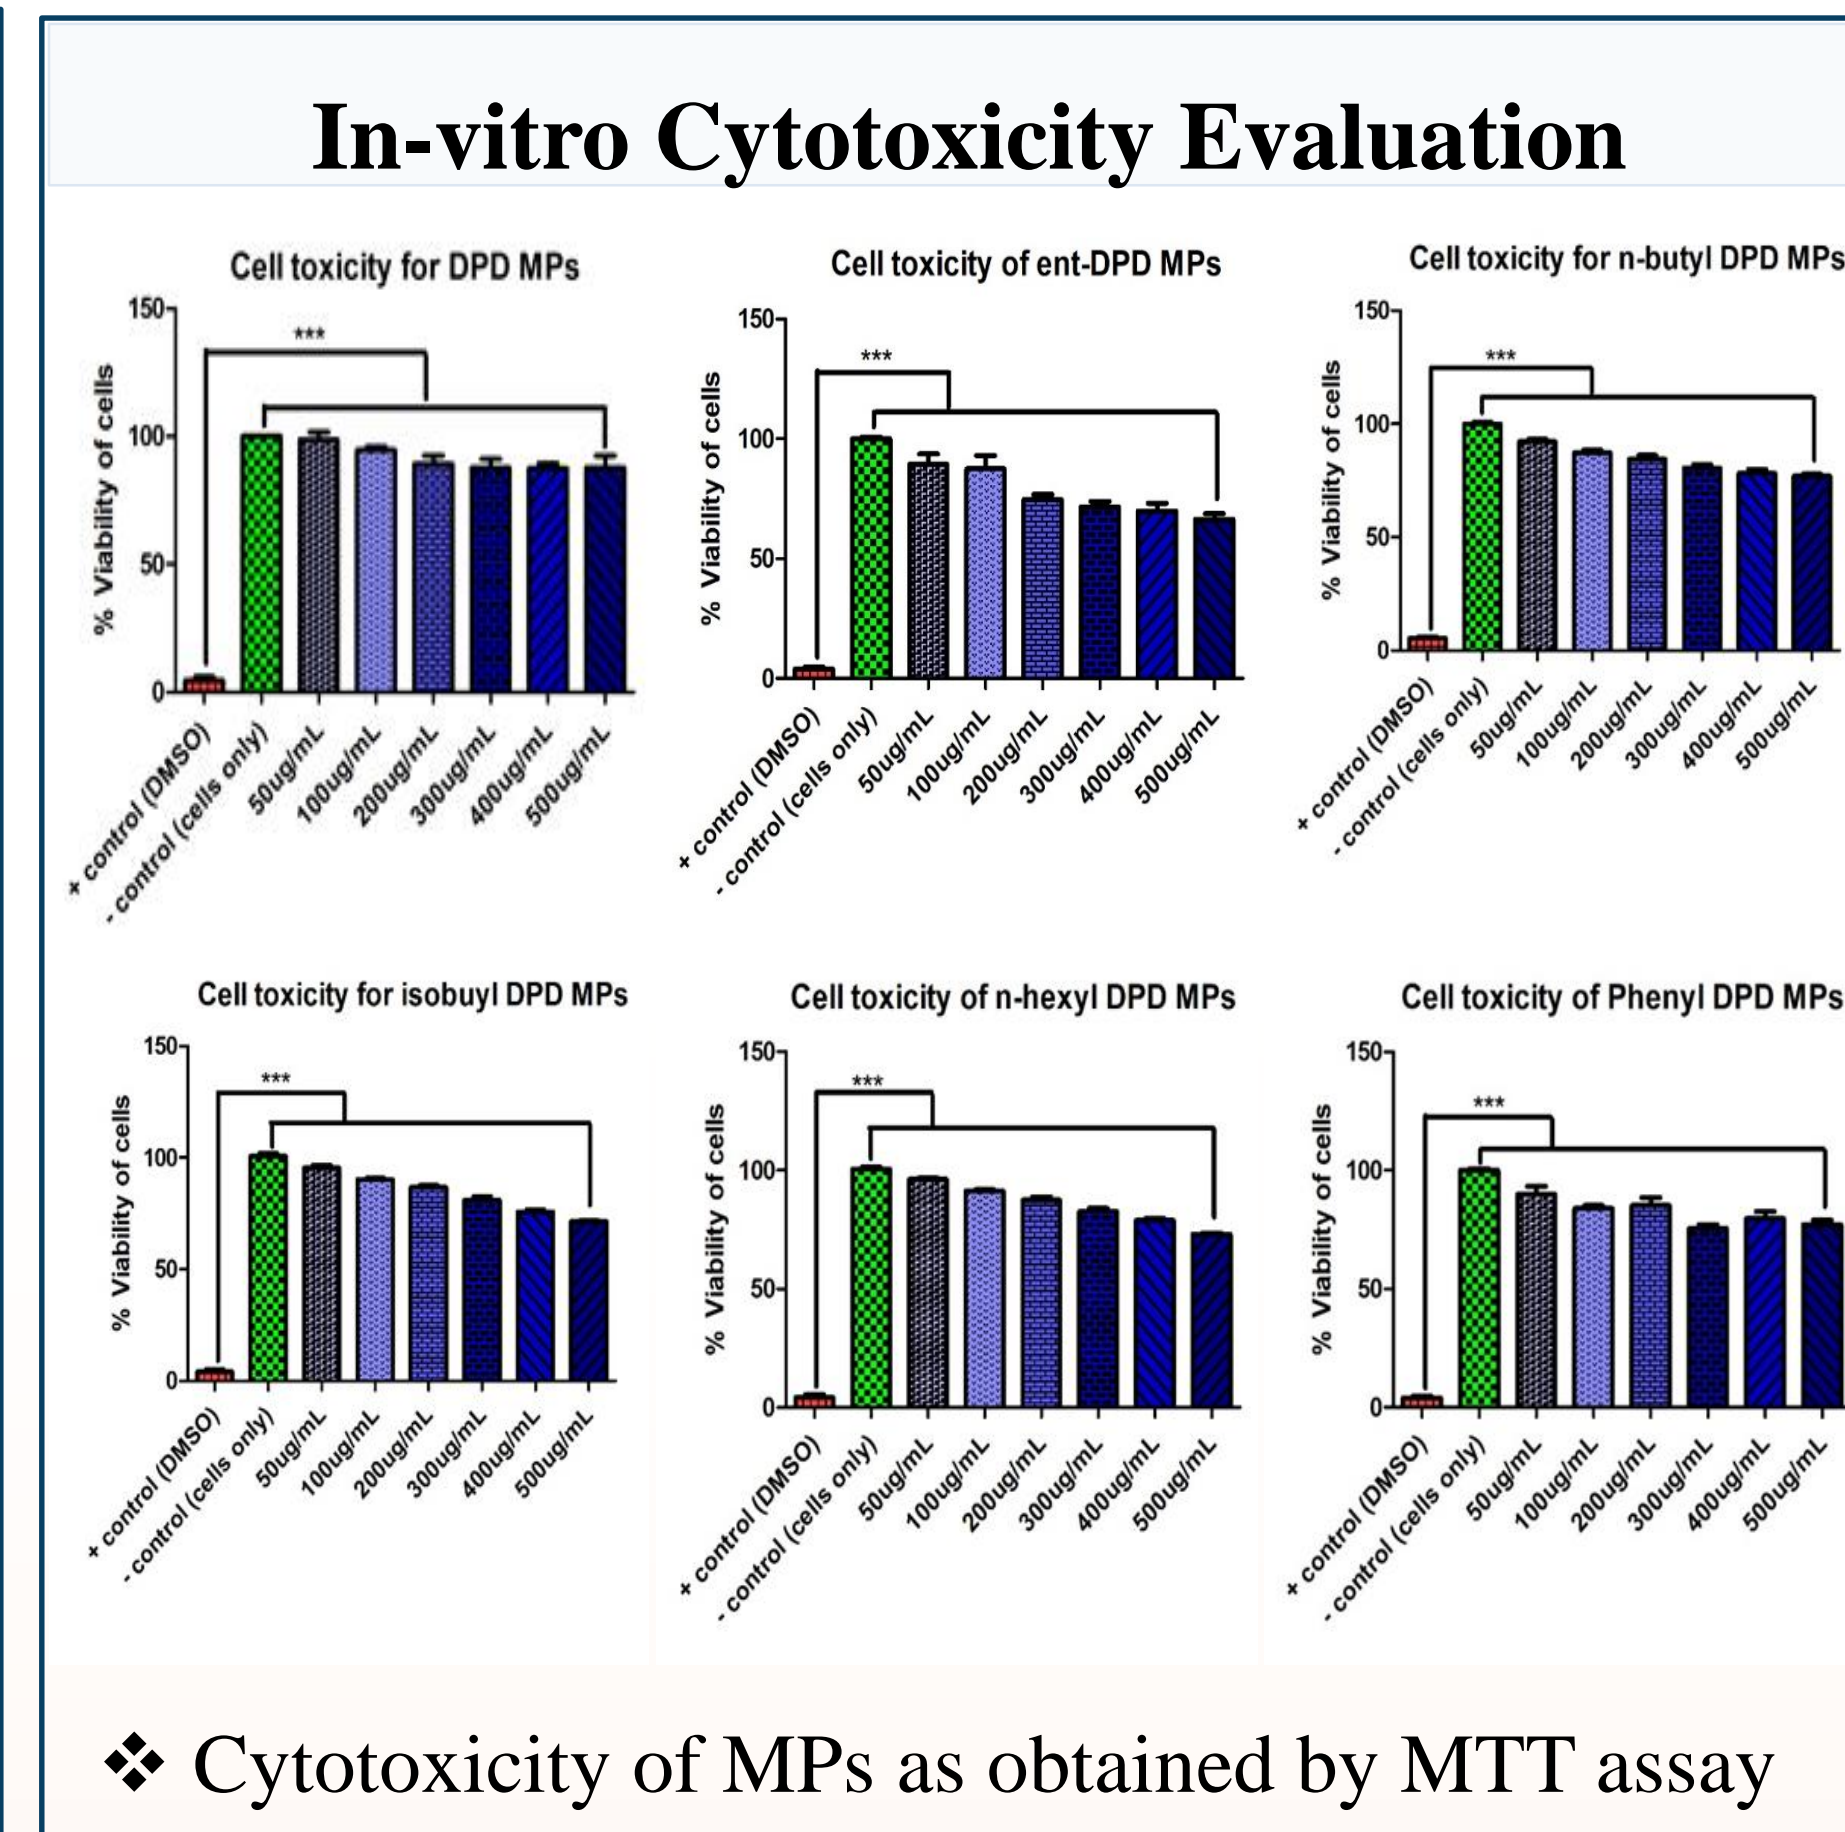 In-vitro Cytotoxicity Evaluation
Cell toxicity for DPD MPs
150
100
50
0
% Viability of cells
***
+ control (DMSO)
- control (cells only)
50ug/mL
100ug/mL
200ug/mL
300ug/mL
400ug/mL
500ug/mL
Cell toxicity of ent-DPD MPs
150
100
50
0
% Viability of cells
***
+ control (DMSO)
- control (cells only)
50ug/mL
100ug/mL
200ug/mL
300ug/mL
400ug/mL
500ug/mL
Cell toxicity for n-butyl DPD MPs
150
100
50
0
% Viability of cells
***
+ control (DMSO)
- control (cells only)
50ug/mL
100ug/mL
200ug/mL
300ug/mL
400ug/mL
500ug/mL
Cell toxicity for isobuyl DPD MPs
150
100
50
0
% Viability of cells
***
+ control (DMSO)
- control (cells only)
50ug/mL
100ug/mL
200ug/mL
300ug/mL
400ug/mL
500ug/mL
Cell toxicity of n-hexyl DPD MPs
150
100
50
0
% Viability of cells
***
+ control (DMSO)
- control (cells only)
50ug/mL
100ug/mL
200ug/mL
300ug/mL
400ug/mL
500ug/mL
Cell toxicity of Phenyl DPD MPs
150
100
50
0
% Viability of cells
***
+ control (DMSO)
- control (cells only)
50ug/mL
100ug/mL
200ug/mL
300ug/mL
400ug/mL
500ug/mL
❖ Cytotoxicity of MPs as obtained by MTT assay